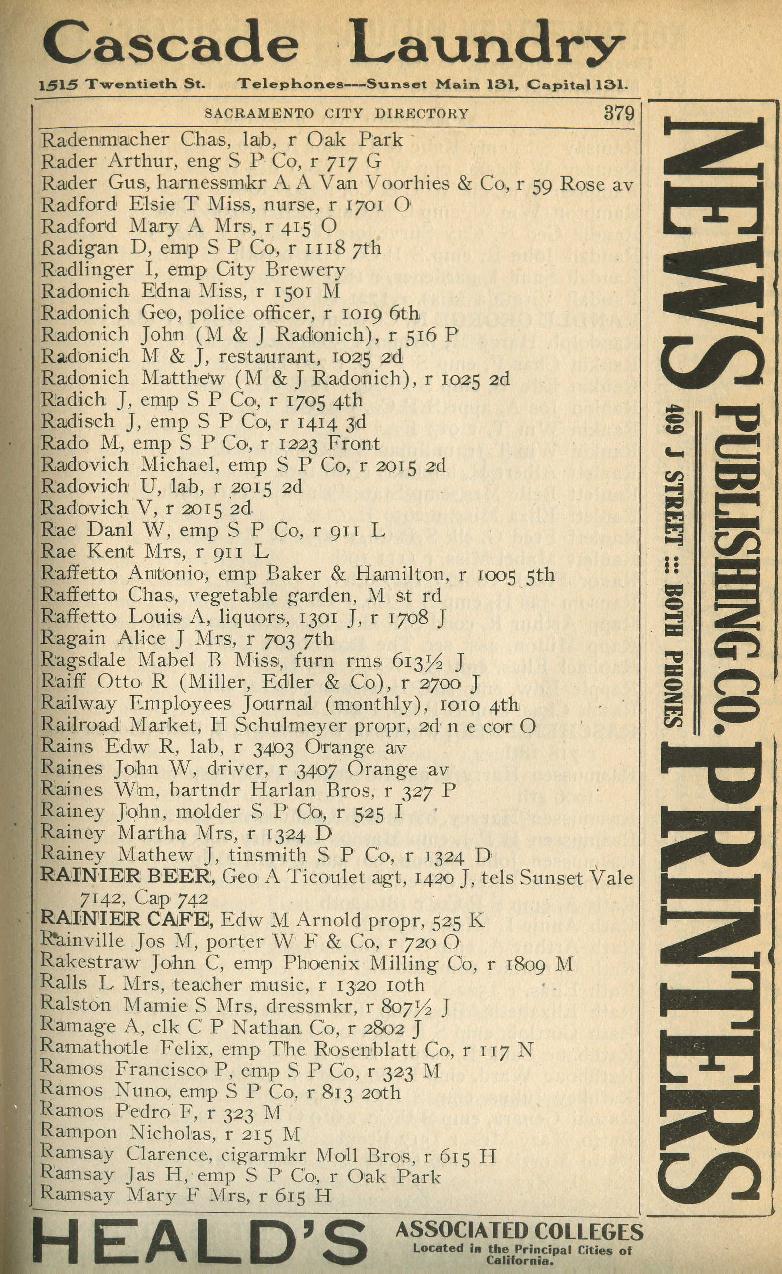 Cascade Laundry
1515 Twentieth St. Telephones---Sunset Main 131, Capital 131.
SACRAMENTO CITY DIRECTORY 379
Radenmacher Chas, lab, r Oak Park
Rader Arthur, eng S P Co, r 717 G
Rader Gus, harnessmkr A A Van Voorhies & Co, r 59 Rose av
Radford Elsie T Miss, nurse, r 1701 O
Radford Mary A Mrs, r 415 O
Radigan D, emp S P Co, r 1118 7th
Radlinger I, emp City Brewery
Radonich Edna Miss, r 1501 M
Radonich Geo, police officer, r 1019 6th
Radonich John (M & J Radonich), r 516 P
Radonich M & J, restaurant, 1025 2d
Radonich Matthew (M & J Radonich), r 1025 2d
Radich J, emp S P Co, r 1705 4th
Radisch J, emp S P Co, r 1414 3d
Rado M, emp S P Co, r 1223 Front
Radovich Michael, emp S P Co, r 2015 2d
Radovich U, lab, r 2015 2d
Radovich V, r 2015 2d
Rae Danl W, emp S P Co, r 911 L
Rae Kent Mrs, r 911 L
Raffetto Antonio, emp Baker & Hamilton, r 1005 5th
Raffetto Chas, vegetable garden, M st rd
Raffetto Louis A, liquors, 1301 J, r 1708 J
Ragain Alice J Mrs, r 703 7th
Ragsdale Mabel B Miss, furn rms 613½ J
Raiff Otto R (Miller, Edler & Co), r 2700 J
Railway Employees Journal (monthly), 1010 4th
Railroad Market, H Schulmeyer propr, 2d n e cor O
Rains Edw R, lab, r 3403 Orange av
Raines John W, driver, r 3407 Orange av
Raines Wm, bartndr Harlan Bros, r 327 P
Rainey John, molder S P Co, r 525 I
Rainey Martha Mrs, r 1324 D
Rainey Mathew J, tinsmith S P Co, r 1324 D
RAINIER BEER, Geo A Ticoulet agt, 1420 J, tels Sunset Vale
7142, Cap 742
RAINIER CAFE, Edw M Arnold propr, 525 K
Rainville Jos M, porter W F & Co, r 720 O
Rakestraw John C, emp Phoenix Milling Co, r 1809 M
Ralls L Mrs, teacher music, r 1320 10th
Ralston Mamie S Mrs, dressmkr, r 807½ J
Ramage A, clk C P Nathan Co, r 2802 J
Ramathotle Felix, emp The Rosenblatt Co, r 117 N
Ramos Francisco P, emp S P Co, r 323 M
Ramos Nuno, emp S P Co, r 813 20th
Ramos Pedro F, r 323 M
Rampon Nicholas, r 215 M
Ramsay Clarence, cigarmkr Moll Bros, r 615 H
Ramsay Jas H, emp S P Co, r Oak Park
Ramsay Mary F Mrs, r 615 H
NEWS PUBLISHING CO. PRINTERS
409 J STREET ::: BOTH PHONES
HEALD'S ASSOCIATED COLLEGES
Located in the Principal Cities of
California.